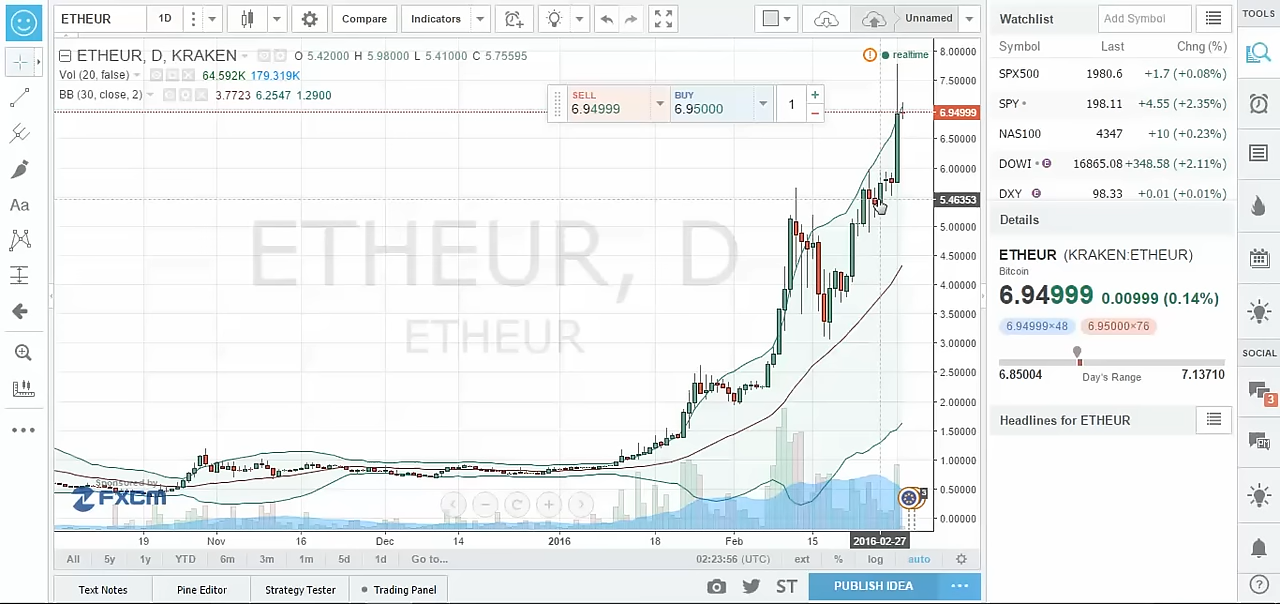 ETHEUR 1D Compare Indicators Unnamed
Watchlist Add Symbol
TOOLS
ETHEUR, D, KRAKEN O 5.42000 H 5.98000 L 5.41000 C 5.75595
realtime
Vol (20, false) 64.592K 179.319K
BB (30, close, 2) 3.7723 6.2547 1.2900
SELL
6.94999
BUY
6.95000
1
Aa
ETHEUR, D
ETHEUR
8.00000
7.50000
6.94999
6.50000
6.00000
5.46353
5.00000
4.50000
4.00000
3.50000
3.00000
2.50000
2.00000
1.50000
1.00000
0.50000
0.00000
Sponsored by
FXCM
19 Nov 16 Dec 14 2016 18 Feb 15 2016-02-27
All 5y 1y YTD 6m 3m 1m 5d 1d Go to... 02:23:56 (UTC) ext % log auto
Text Notes Pine Editor Strategy Tester Trading Panel ST PUBLISH IDEA
Symbol Last Chng (%)
SPX500 1980.6 +1.7 (+0.08%)
SPY 198.11 +4.55 (+2.35%)
NAS100 4347 +10 (+0.23%)
DOWI E 16865.08 +348.58 (+2.11%)
DXY E 98.33 +0.01 (+0.01%)
Details
ETHEUR (KRAKEN:ETHEUR)
Bitcoin
6.94999 0.00999 (0.14%)
6.94999×48 6.95000×76
6.85004 Day's Range 7.13710
Headlines for ETHEUR
SOCIAL
3